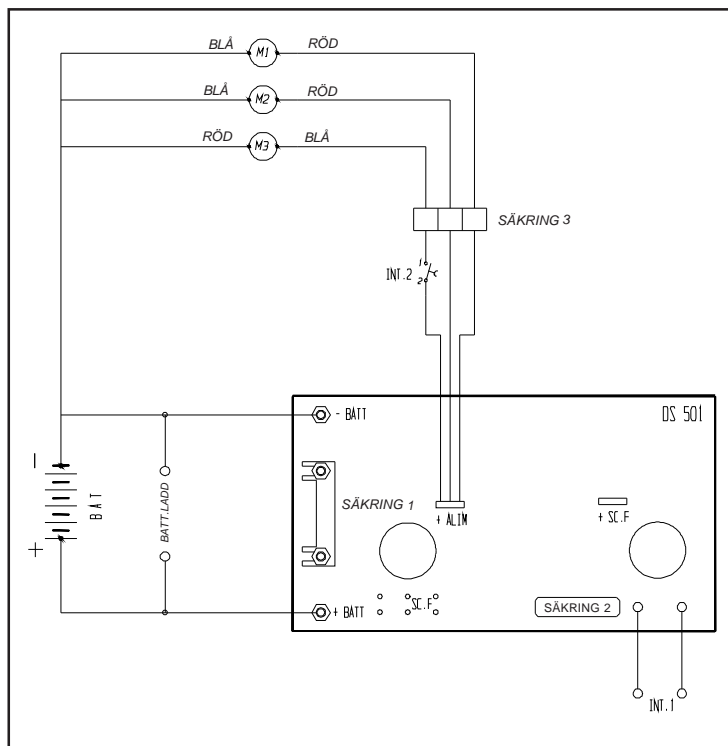 BLÅ M1 RÖD
BLÅ M2 RÖD
RÖD M3 BLÅ
SÄKRING 3
1
INT.2
2
- BATT
DS 501
SÄKRING 1
+ ALIM
+ SC.F
BAT
BATT.LADD
-
+
+ BATT
SC.F
SÄKRING 2
INT.1